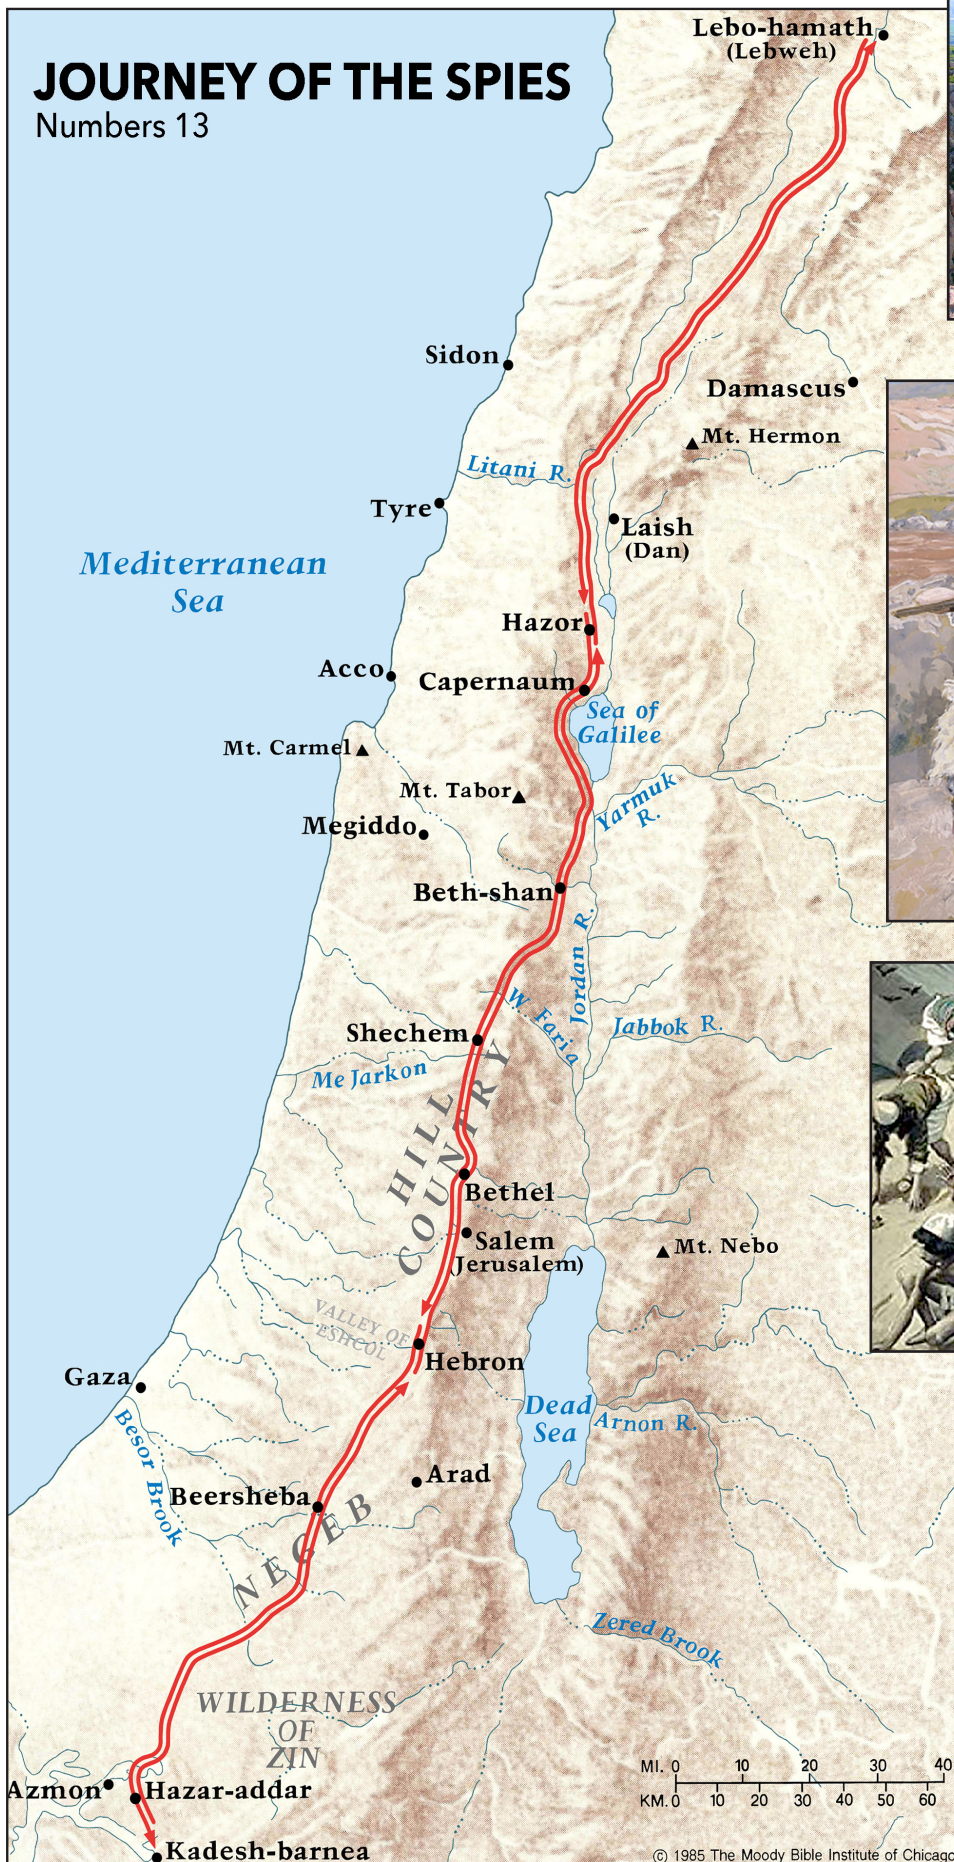 Lebo-hamath
(Lebweh)
JOURNEY OF THE SPIES
Numbers 13
Sidon
Damascus
Mt. Hermon
Litani R.
Tyre
Laish
(Dan)
Mediterranean
Sea
Hazor
Acco
Capernaum
Sea of
Galilee
Mt. Carmel
Mt. Tabor
Yarmuk
R.
Megiddo
Beth-shan
Jordan R.
W. Faria
Jabbok R.
Shechem
Me Jarkon
HILL
COUNTRY
Bethel
Salem
(Jerusalem)
Mt. Nebo
VALLEY OF
ESHCOL
Hebron
Gaza
Dead
Sea
Arnon R.
Besor Brook
Arad
Beersheba
NEGEB
Zered Brook
WILDERNESS
OF
ZIN
MI. 0 10 20 30 40
KM. 0 10 20 30 40 50 60
Azmon
Hazar-addar
Kadesh-barnea
© 1985 The Moody Bible Institute of Chicago